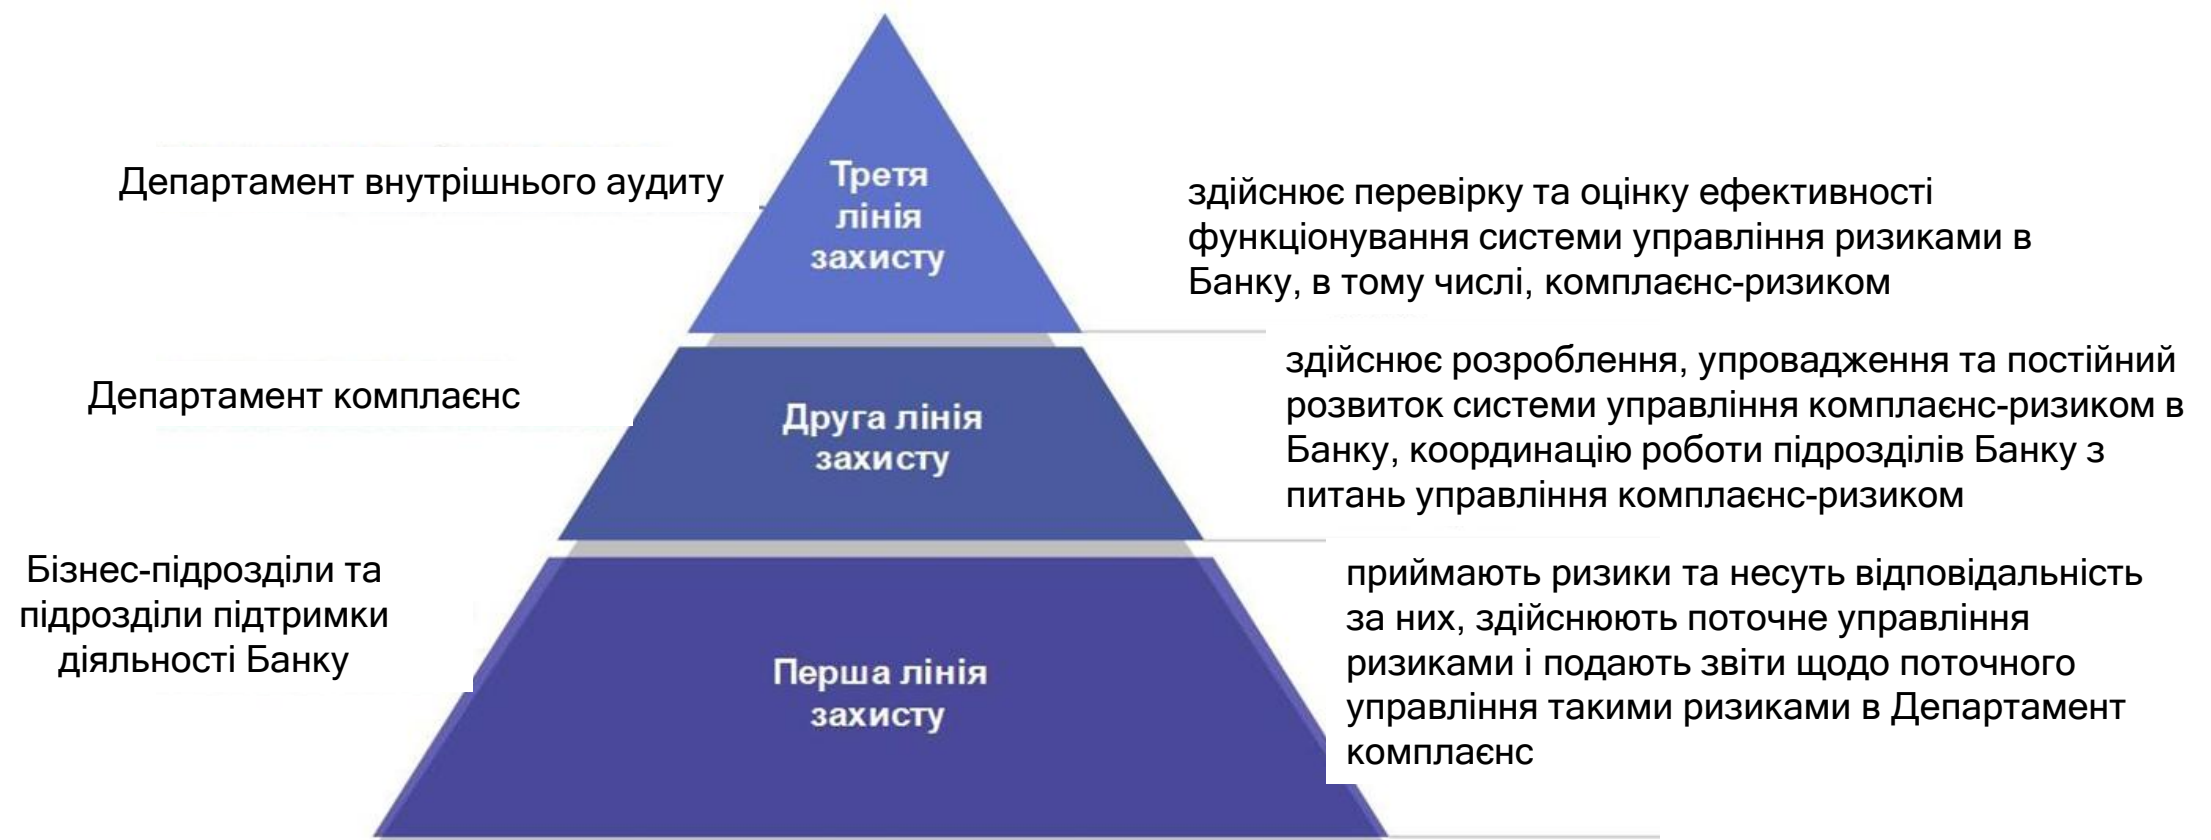 Департамент внутрішнього аудиту
Третя
лінія
захисту
здійснює перевірку та оцінку ефективності
функціонування системи управління ризиками в
Банку, в тому числі, комплаєнс-ризиком
Департамент комплаєнс
Друга лінія
захисту
здійснює розроблення, упровадження та постійний
розвиток системи управління комплаєнс-ризиком в
Банку, координацію роботи підрозділів Банку з
питань управління комплаєнс-ризиком
Бізнес-підрозділи та
підрозділи підтримки
діяльності Банку
Перша лінія
захисту
приймають ризики та несуть відповідальність
за них, здійснюють поточне управління
ризиками і подають звіти щодо поточного
управління такими ризиками в Департамент
комплаєнс